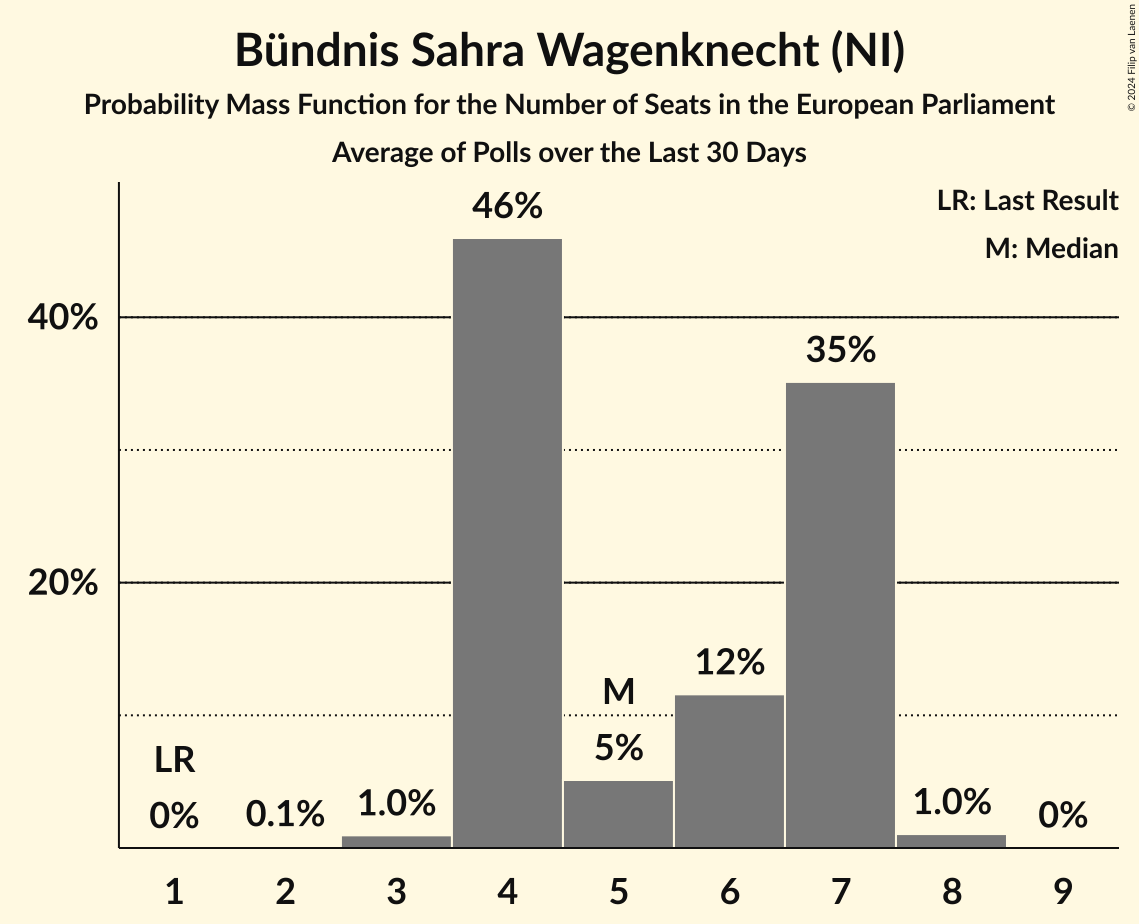 Bündnis Sahra Wagenknecht (NI)
Probability Mass Function for the Number of Seats in the European Parliament
Average of Polls over the Last 30 Days
© 2024 Filip van Laenen
LR: Last Result
M: Median
46%
40%
35%
20%
12%
M
5%
LR
0%
0.1%
1.0%
1.0%
0%
1 2 3 4 5 6 7 8 9